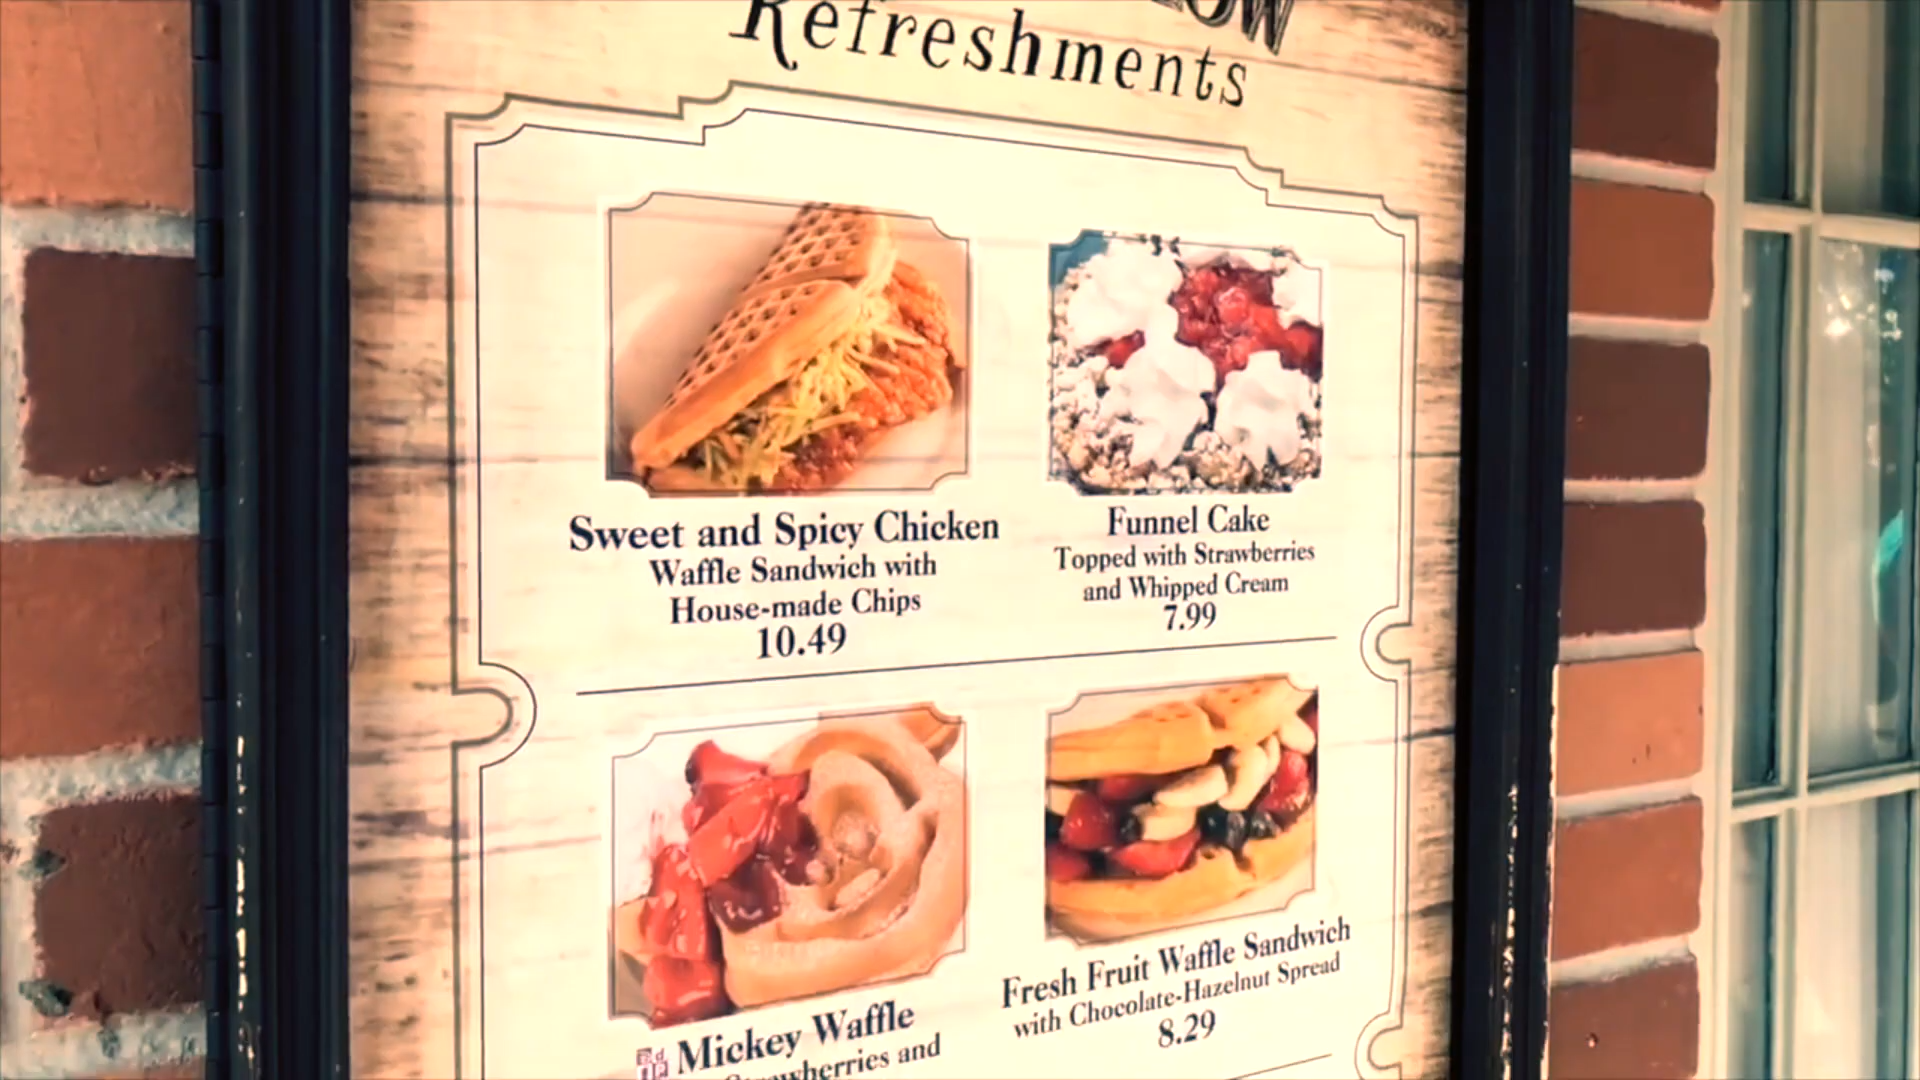 Refreshments
Sweet and Spicy Chicken
Waffle Sandwich with
House-made Chips
10.49
Funnel Cake
Topped with Strawberries
and Whipped Cream
7.99
Mickey Waffle
and
Fresh Fruit Waffle Sandwich
with Chocolate-Hazelnut Spread
8.29